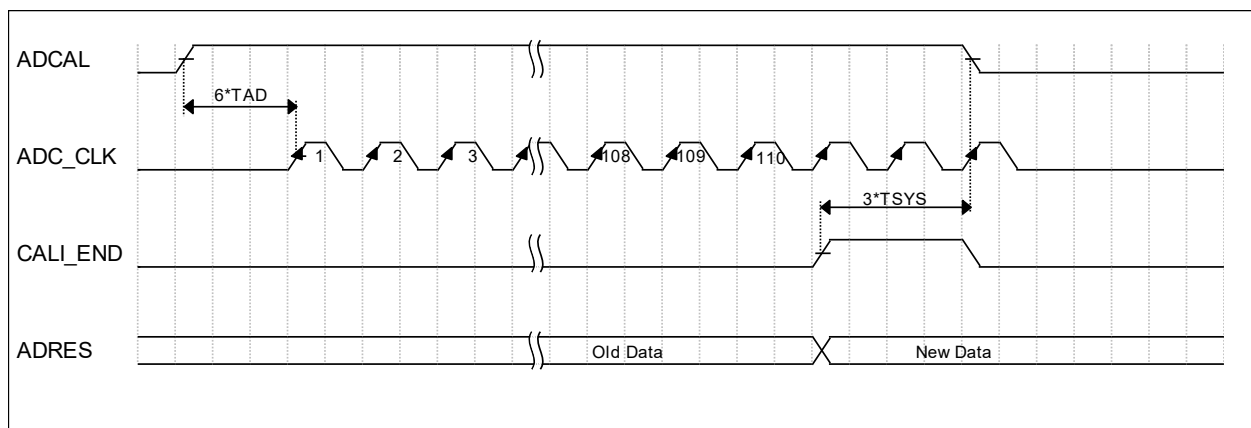 ADCAL
6*TAD
ADC_CLK
1 2 3 108 109 110
3*TSYS
CALI_END
ADRES
Old Data New Data